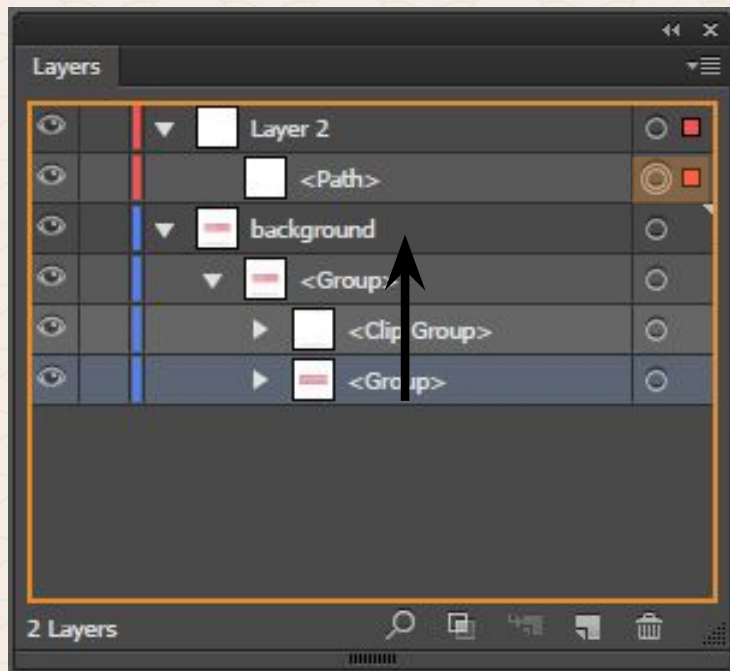 Layers
Layer 2
<Path>
background
<Group>
<Clip Group>
<Group>
2 Layers